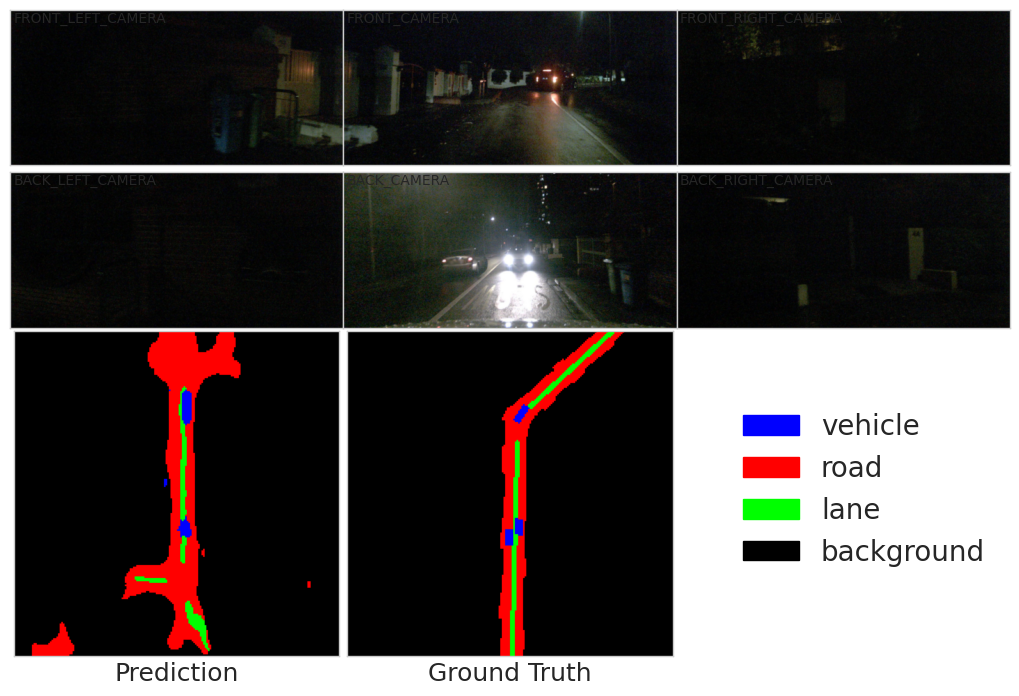 FRONT_LEFT_CAMERA
FRONT_CAMERA
FRONT_RIGHT_CAMERA
BACK_LEFT_CAMERA
BACK_CAMERA
BACK_RIGHT_CAMERA
vehicle
road
lane
background
Prediction
Ground Truth